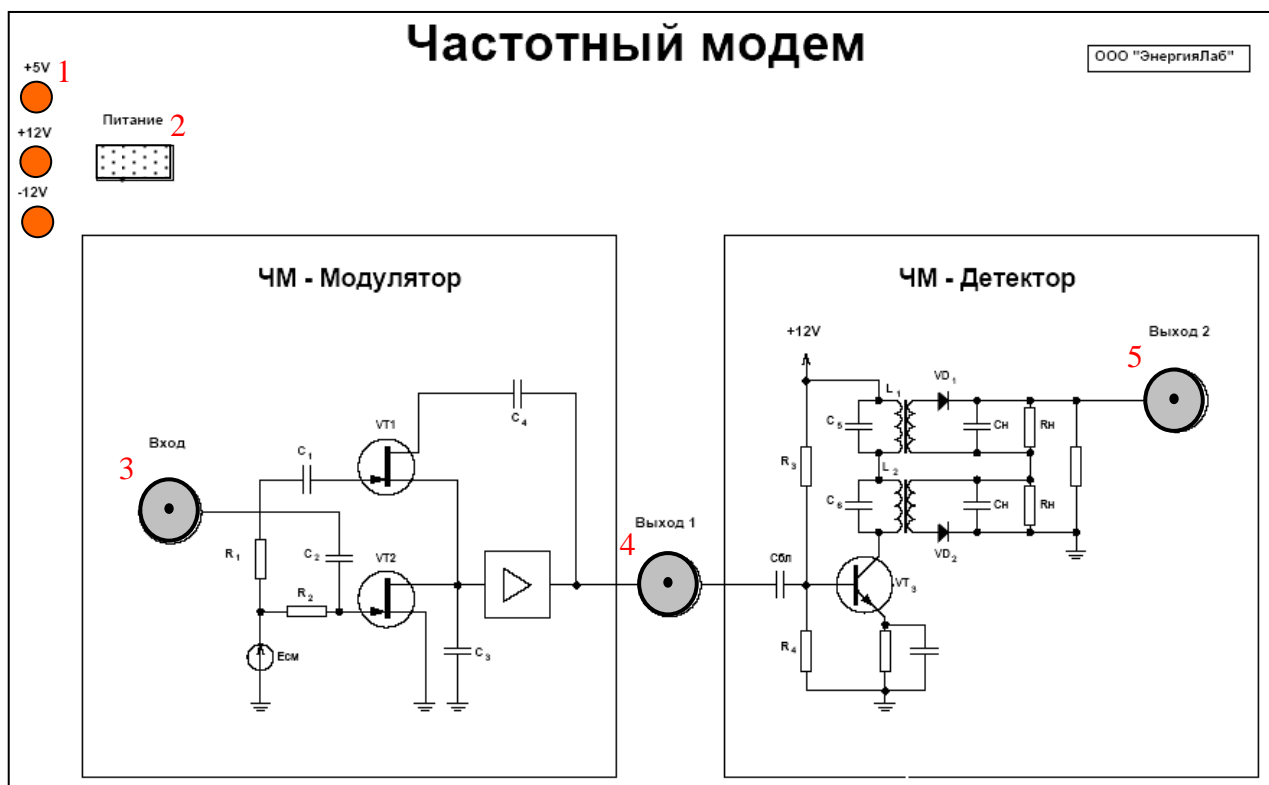 Частотный модем
ООО "ЭнергияЛаб"
+5V 1
+12V
-12V
Питание 2
ЧМ - Модулятор
Вход
3
C1
VT1
C4
R1
C2
VT2
R2
Eсм
C3
Выход 1
4
ЧМ - Детектор
+12V
Выход 2
5
L1
VD1
C5
Cн
Rн
R3
L2
C6
Cн
Rн
VD2
Cбл
VT3
R4